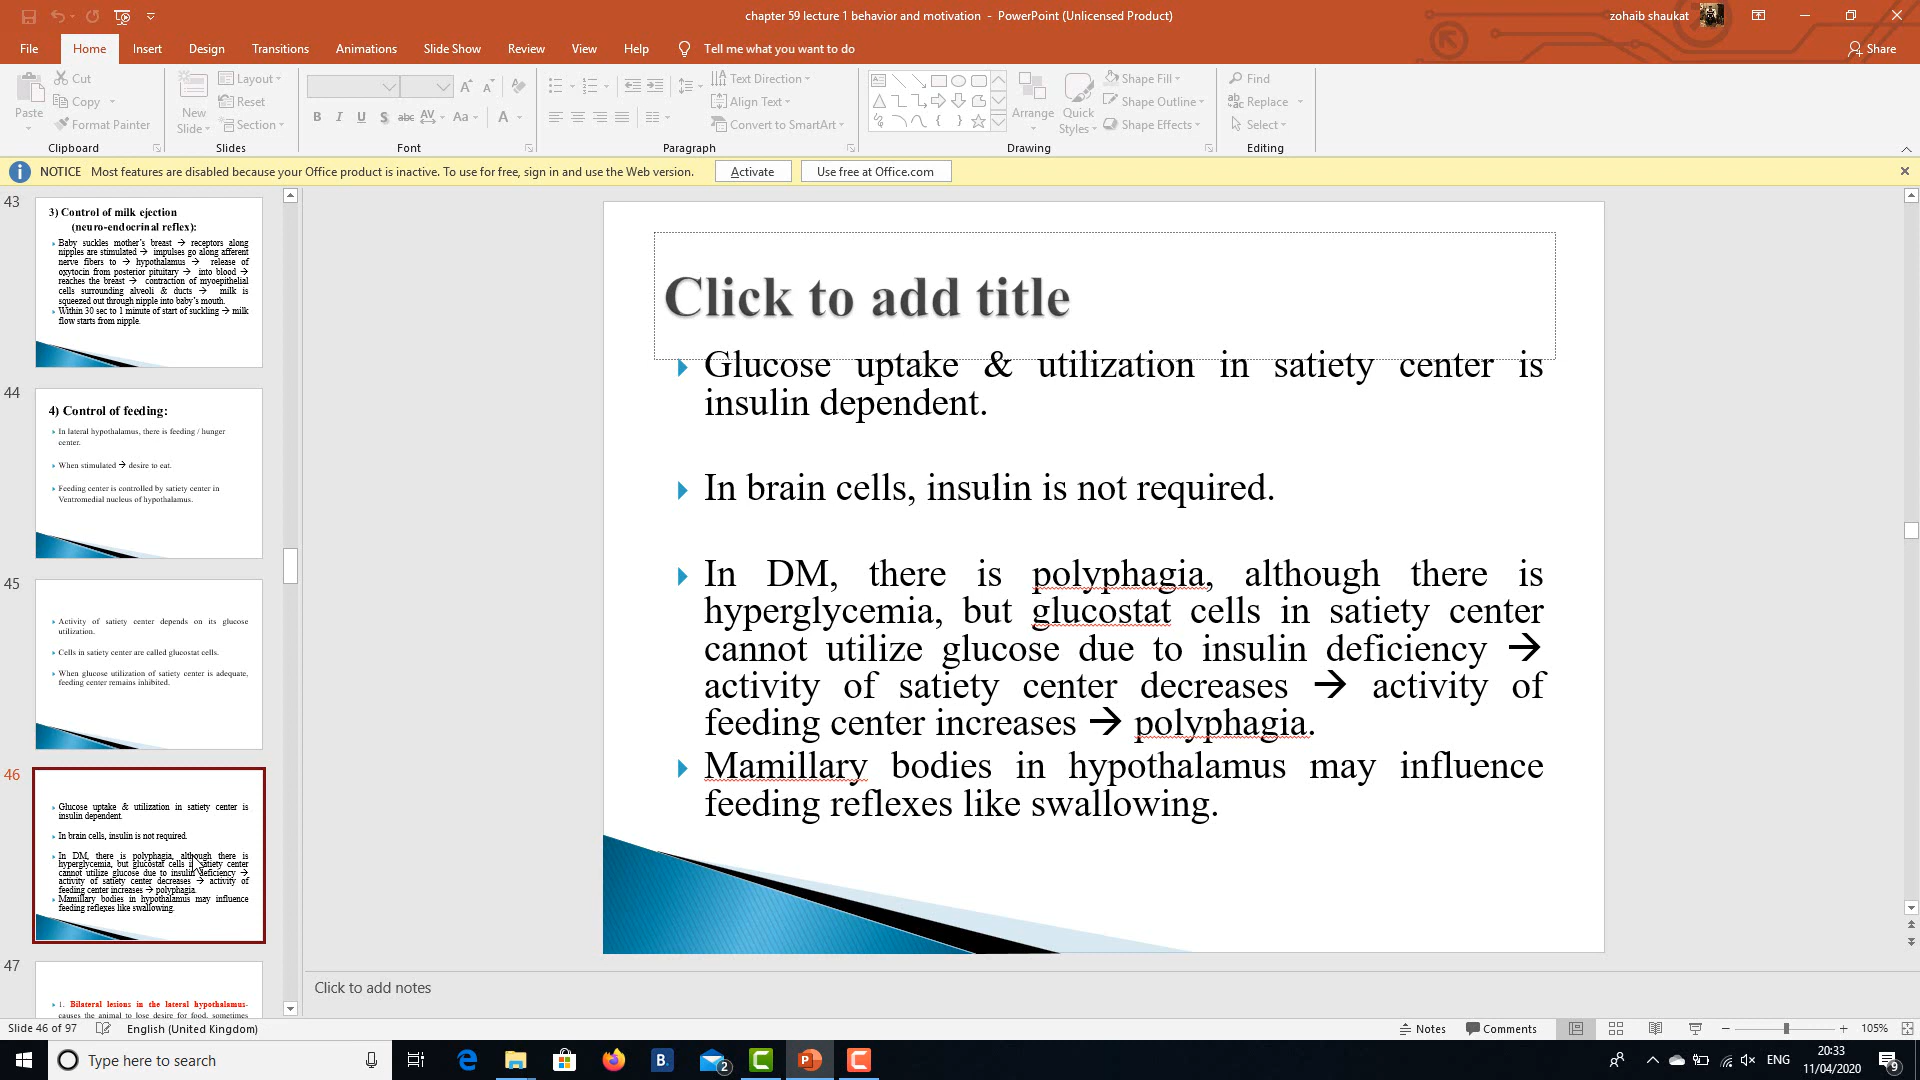 chapter 59 lecture 1 behavior and motivation - PowerPoint (Unlicensed Product)
zohaib shaukat
File Home Insert Design Transitions Animations Slide Show Review View Help Tell me what you want to do
Share
Paste
Cut
Copy
Format Painter
Clipboard
New Slide
Layout
Reset
Section
Slides
B I U S abc AV Aa A
Font
Text Direction
Align Text
Convert to SmartArt
Paragraph
Arrange
Quick Styles
Shape Fill
Shape Outline
Shape Effects
Drawing
Find
Replace
Select
Editing
NOTICE Most features are disabled because your Office product is inactive. To use for free, sign in and use the Web version.
Activate
Use free at Office.com
43
3) Control of milk ejection
(neuro-endocrinal reflex):
Baby suckles mother's breast → receptors along
nipples are stimulated → impulses go along afferent
nerve fibers to → hypothalamus → release of
oxytocin from posterior pituitary → into blood →
reaches the breast → contraction of myoepithelial
cells surrounding alveoli & ducts → milk is
squeezed out through nipple into baby's mouth.
Within 30 sec to 1 minute of start of suckling → milk
flow starts from nipple.
44
4) Control of feeding:
In lateral hypothalamus, there is feeding / hunger
center.
When stimulated → desire to eat.
Feeding center is controlled by satiety center in
Ventromedial nucleus of hypothalamus.
45
Activity of satiety center depends on its glucose
utilization.
Cells in satiety center are called glucostat cells.
When glucose utilization of satiety center is adequate,
feeding center remains inhibited.
46
Glucose uptake & utilization in satiety center is
insulin dependent.
In brain cells, insulin is not required.
In DM, there is polyphagia, although there is
hyperglycemia, but glucostat cells in satiety center
cannot utilize glucose due to insulin deficiency →
activity of satiety center decreases → activity of
feeding center increases → polyphagia.
Mamillary bodies in hypothalamus may influence
feeding reflexes like swallowing.
47
1. Bilateral lesions in the lateral hypothalamus-
causes the animal to lose desire for food, sometimes
Click to add title
Glucose uptake & utilization in satiety center is
insulin dependent.
In brain cells, insulin is not required.
In DM, there is polyphagia, although there is
hyperglycemia, but glucostat cells in satiety center
cannot utilize glucose due to insulin deficiency →
activity of satiety center decreases → activity of
feeding center increases → polyphagia.
Mamillary bodies in hypothalamus may influence
feeding reflexes like swallowing.
Click to add notes
Slide 46 of 97
English (United Kingdom)
Notes
Comments
105%
Type here to search
B.
2
ENG
20:33
11/04/2020
9